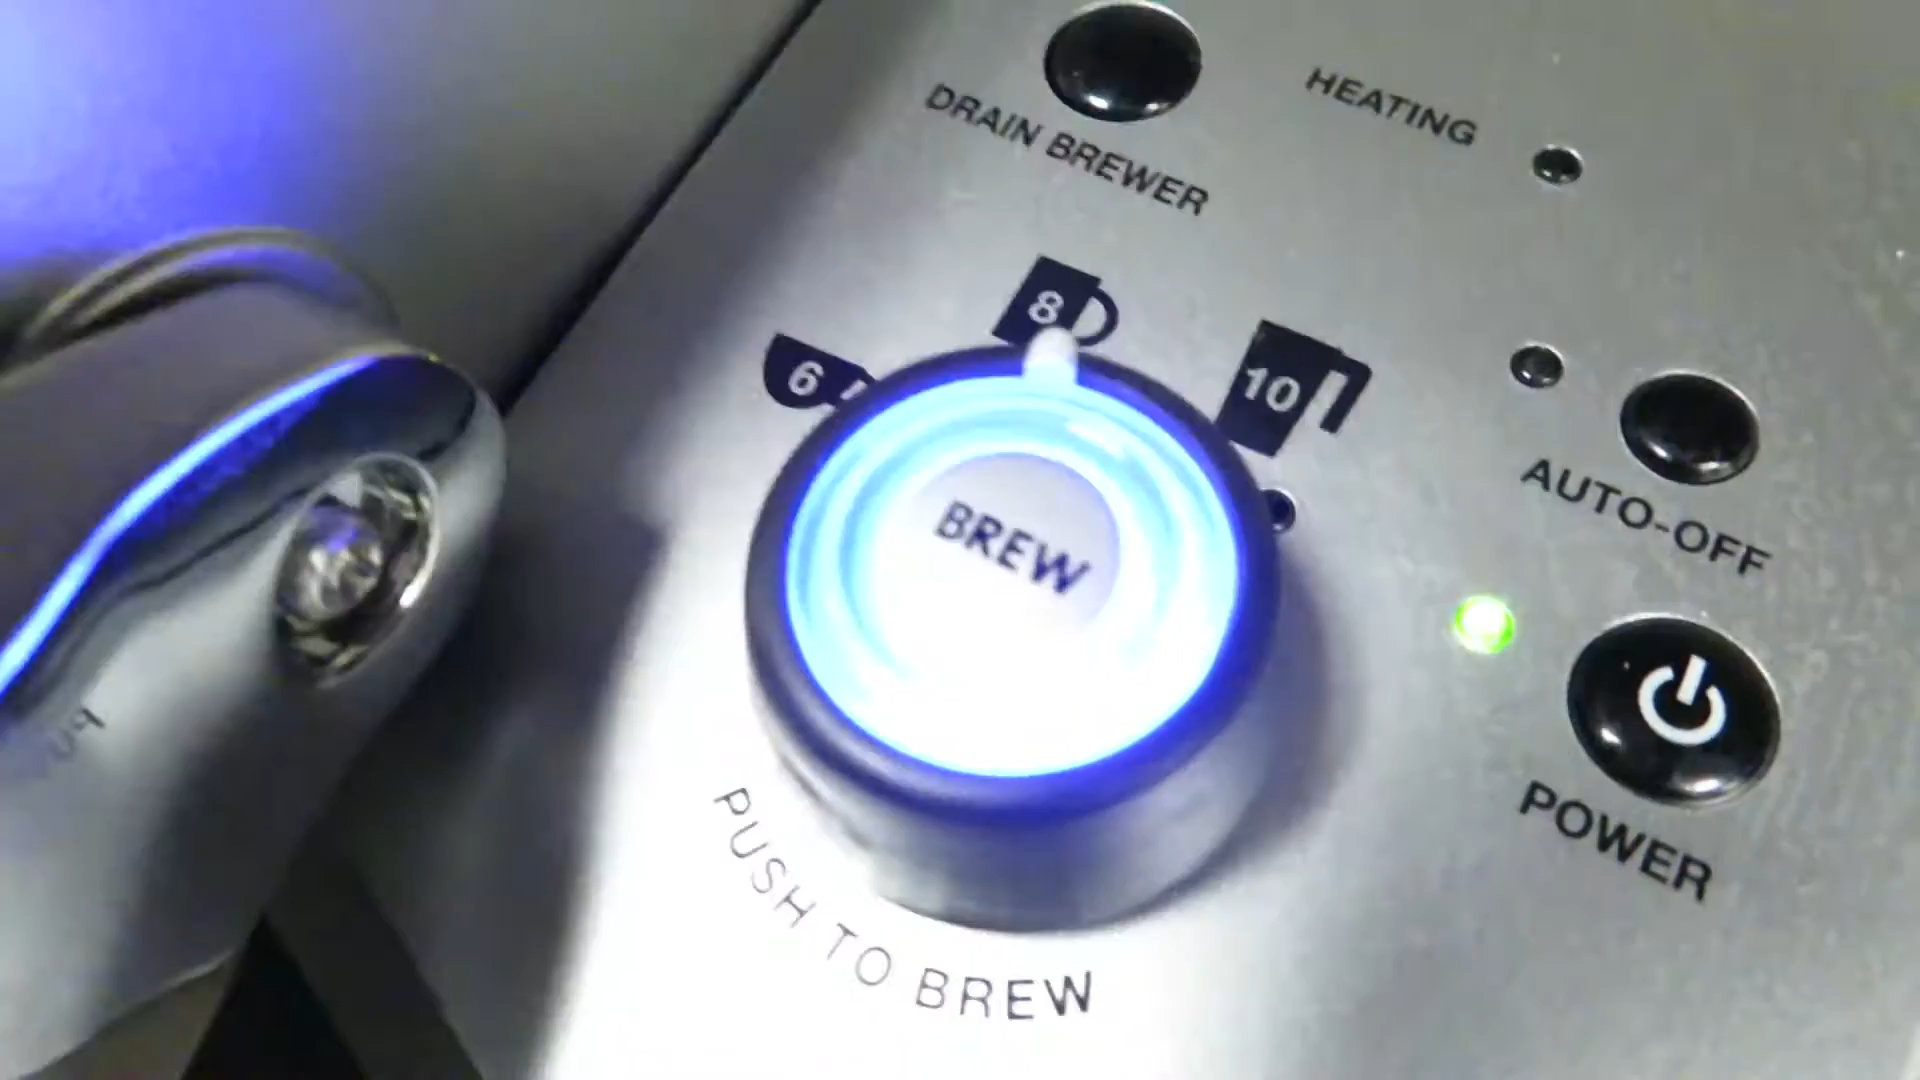 DRAIN BREWER
HEATING
6
8
10
BREW
AUTO-OFF
POWER
PUSH TO BREW